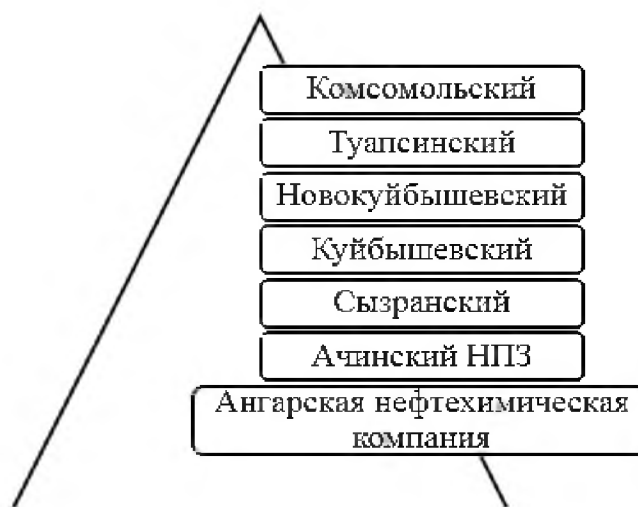 Комсомольский
Туапсинский
Новокуйбышевский
Куйбышевский
Сызранский
Ачинский НПЗ
Ангарская нефтехимическая
компания